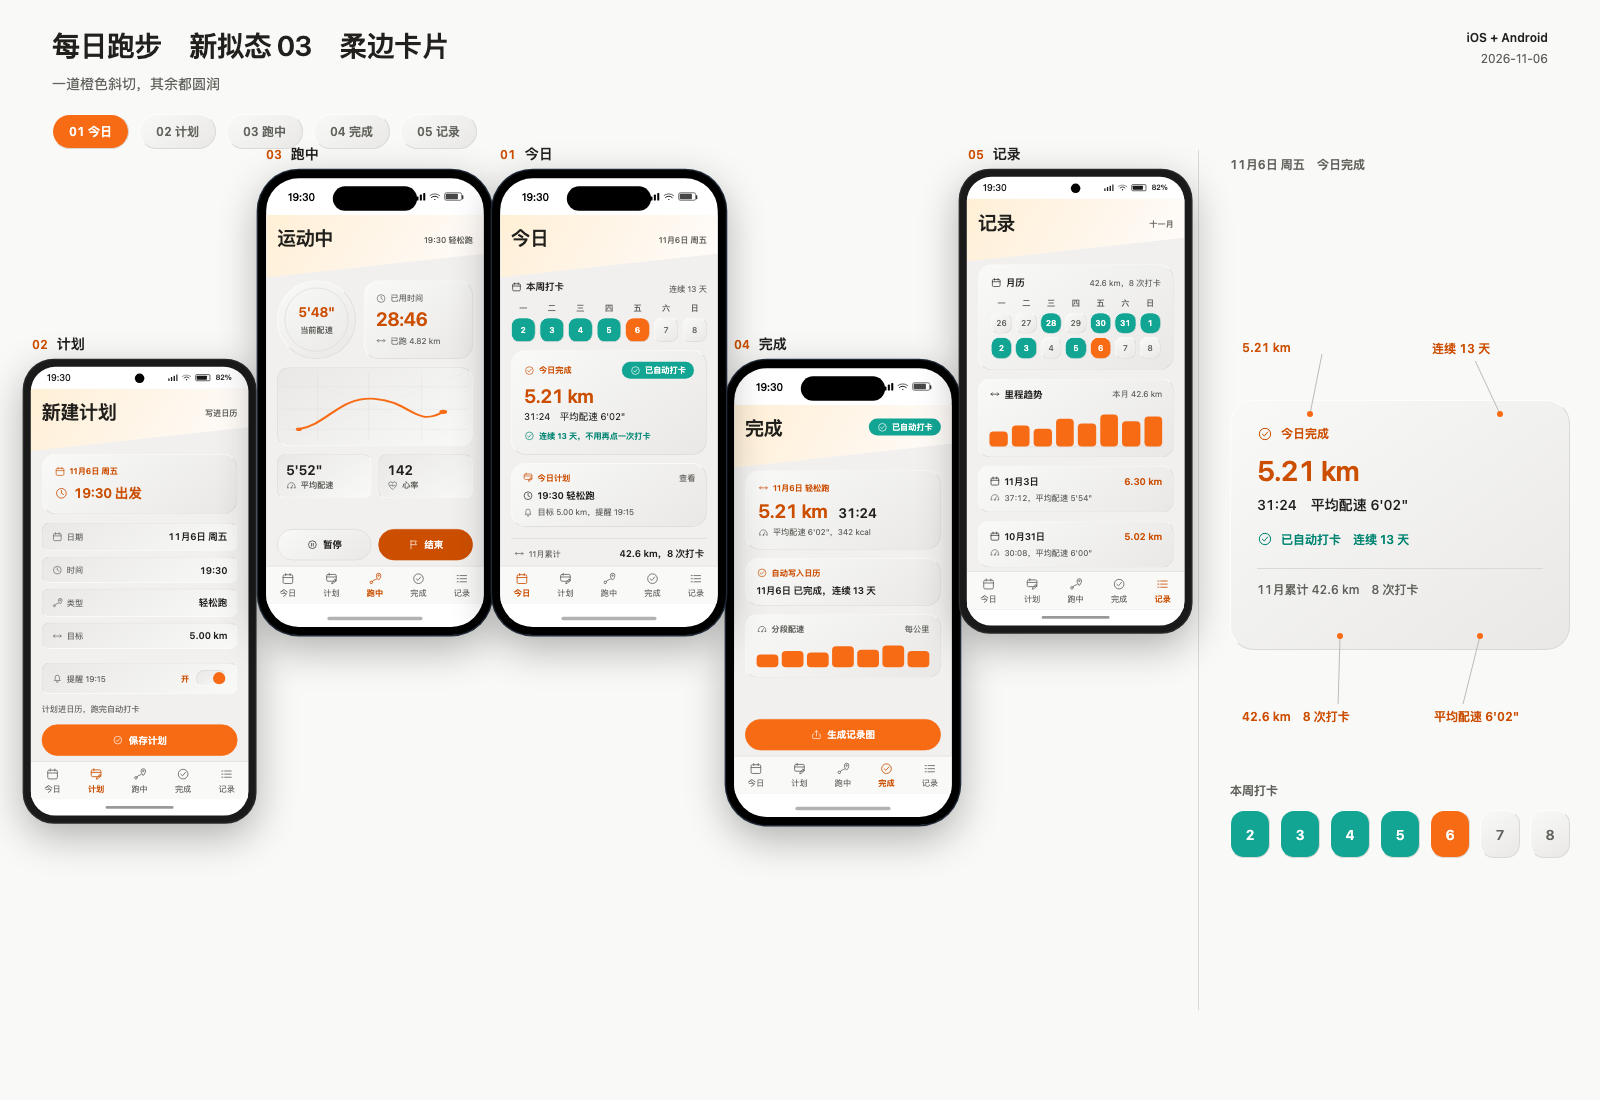 每日跑步 新拟态 03 柔边卡片
一道橙色斜切，其余都圆润
iOS + Android
2026-11-06
01 今日
02 计划
03 跑中
04 完成
05 记录
02 计划
19:30
82%
新建计划
写进日历
11月6日 周五
19:30 出发
日期
11月6日 周五
时间
19:30
类型
轻松跑
目标
5.00 km
提醒 19:15
开
计划进日历，跑完自动打卡
保存计划
今日
计划
跑中
完成
记录
03 跑中
19:30
运动中
19:30 轻松跑
5'48"
当前配速
已用时间
28:46
已跑 4.82 km
5'52"
平均配速
142
心率
暂停
结束
今日
计划
跑中
完成
记录
01 今日
19:30
今日
11月6日 周五
本周打卡
连续 13 天
一 二 三 四 五 六 日
2 3 4 5 6 7 8
今日完成
已自动打卡
5.21 km
31:24 平均配速 6'02"
连续 13 天，不用再点一次打卡
今日计划
查看
19:30 轻松跑
目标 5.00 km，提醒 19:15
11月累计
42.6 km，8 次打卡
今日
计划
跑中
完成
记录
04 完成
19:30
完成
已自动打卡
11月6日 轻松跑
5.21 km 31:24
平均配速 6'02"，342 kcal
自动写入日历
11月6日 已完成，连续 13 天
分段配速
每公里
生成记录图
今日
计划
跑中
完成
记录
05 记录
19:30
82%
记录
十一月
月历
42.6 km，8 次打卡
一 二 三 四 五 六 日
26 27 28 29 30 31 1
2 3 4 5 6 7 8
里程趋势
本月 42.6 km
11月3日
6.30 km
37:12，平均配速 5'54"
10月31日
5.02 km
30:08，平均配速 6'00"
今日
计划
跑中
完成
记录
11月6日 周五 今日完成
5.21 km
连续 13 天
今日完成
5.21 km
31:24 平均配速 6'02"
已自动打卡 连续 13 天
11月累计 42.6 km 8 次打卡
42.6 km 8 次打卡
平均配速 6'02"
本周打卡
2 3 4 5 6 7 8